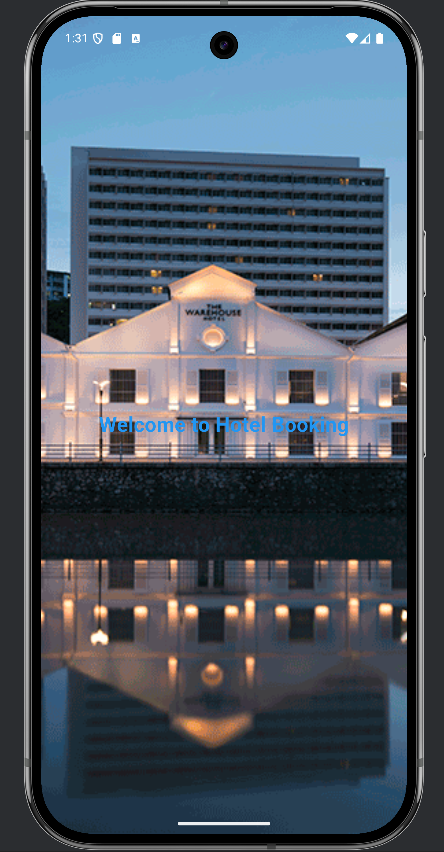 1:31
THE
WAREHOUSE
HOTEL
Welcome to Hotel Booking